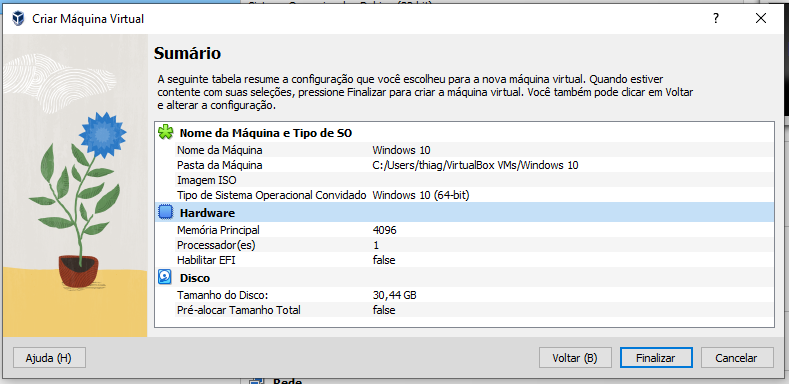 Criar Máquina Virtual
Sumário
A seguinte tabela resume a configuração que você escolheu para a nova máquina virtual. Quando estiver
contente com suas seleções, pressione Finalizar para criar a máquina virtual. Você também pode clicar em Voltar
e alterar a configuração.
Nome da Máquina e Tipo de SO
Nome da Máquina Windows 10
Pasta da Máquina C:/Users/thiag/VirtualBox VMs/Windows 10
Imagem ISO
Tipo de Sistema Operacional Convidado Windows 10 (64-bit)
Hardware
Memória Principal 4096
Processador(es) 1
Habilitar EFI false
Disco
Tamanho do Disco: 30,44 GB
Pré-alocar Tamanho Total false
Ajuda (H) Voltar (B) Finalizar Cancelar
Rede